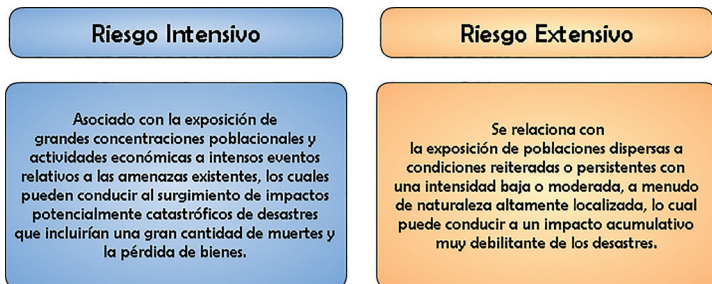 Riesgo Intensivo
Asociado con la exposición de
grandes concentraciones poblacionales y
actividades económicas a intensos eventos
relativos a las amenazas existentes, los cuales
pueden conducir al surgimiento de impactos
potencialmente catastróficos de desastres
que incluirían una gran cantidad de muertes y
la pérdida de bienes.
Riesgo Extensivo
Se relaciona con
la exposición de poblaciones dispersas a
condiciones reiteradas o persistentes con
una intensidad baja o moderada, a menudo
de naturaleza altamente localizada, lo cual
puede conducir a un impacto acumulativo
muy debilitante de los desastres.